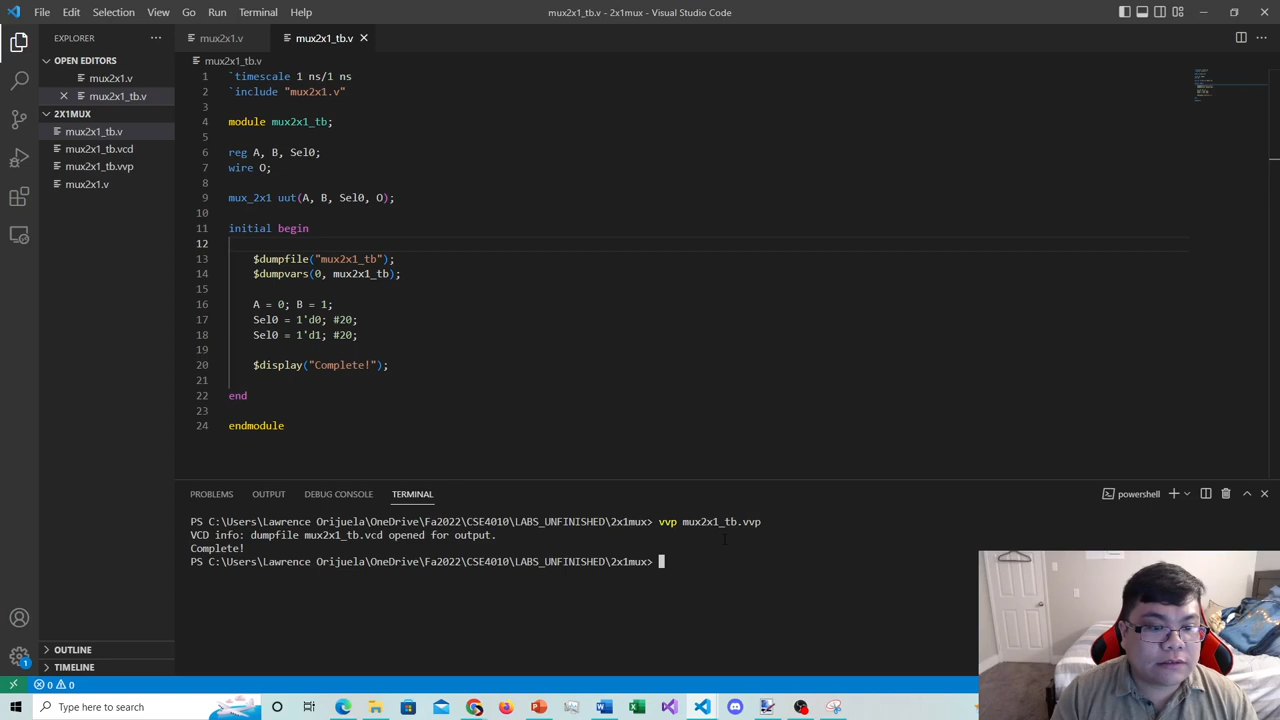 File Edit Selection View Go Run Terminal Help
mux2x1_tb.v - 2x1mux - Visual Studio Code
EXPLORER
OPEN EDITORS
mux2x1.v
mux2x1_tb.v
2X1MUX
mux2x1_tb.v
mux2x1_tb.vcd
mux2x1_tb.vvp
mux2x1.v
OUTLINE
TIMELINE
mux2x1.v
mux2x1_tb.v
mux2x1_tb.v
1 `timescale 1 ns/1 ns
2 `include "mux2x1.v"
3
4 module mux2x1_tb;
5
6 reg A, B, Sel0;
7 wire O;
8
9 mux_2x1 uut(A, B, Sel0, O);
10
11 initial begin
12
13 $dumpfile("mux2x1_tb");
14 $dumpvars(0, mux2x1_tb);
15
16 A = 0; B = 1;
17 Sel0 = 1'd0; #20;
18 Sel0 = 1'd1; #20;
19
20 $display("Complete!");
21
22 end
23
24 endmodule
PROBLEMS OUTPUT DEBUG CONSOLE TERMINAL
powershell
PS C:\Users\Lawrence Orijuela\OneDrive\Fa2022\CSE4010\LABS_UNFINISHED\2x1mux> vvp mux2x1_tb.vvp
VCD info: dumpfile mux2x1_tb.vcd opened for output.
Complete!
PS C:\Users\Lawrence Orijuela\OneDrive\Fa2022\CSE4010\LABS_UNFINISHED\2x1mux>
1
0 0
Type here to search